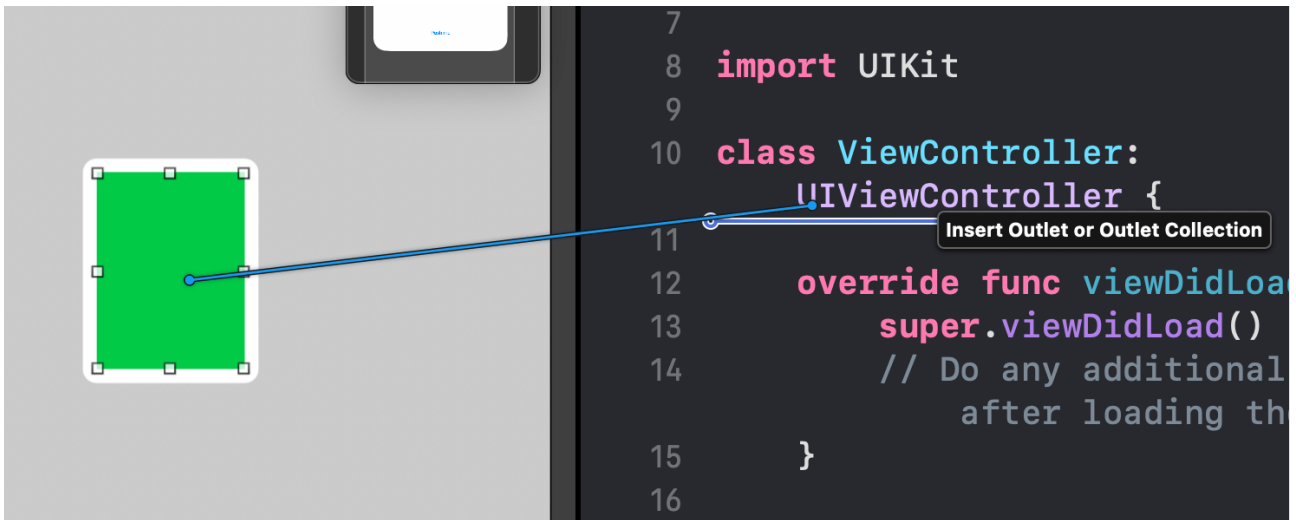 7
8 import UIKit
9
10 class ViewController:
UIViewController {
Insert Outlet or Outlet Collection
11
12 override func viewDidLoa
13 super.viewDidLoad()
14 // Do any additional
after loading th
15 }
16